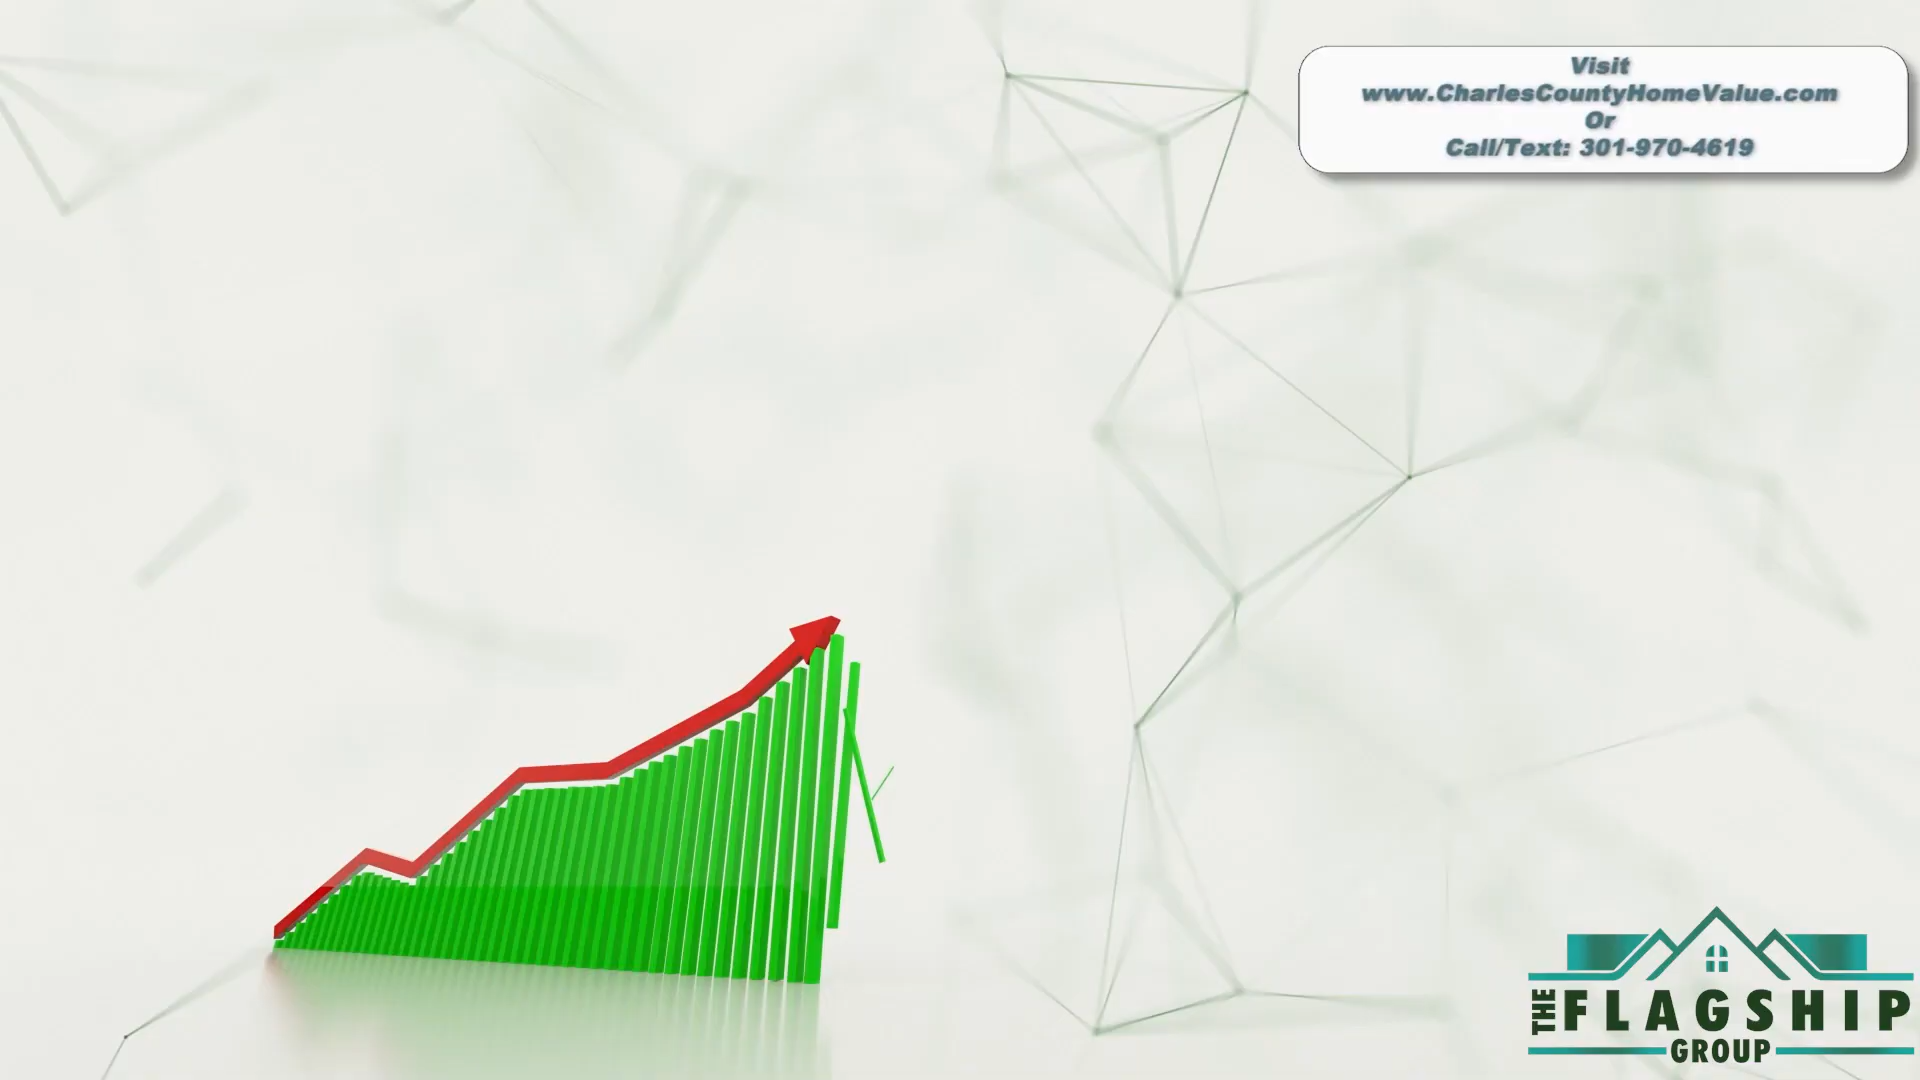 Visit
www.CharlesCountyHomeValue.com
Or
Call/Text: 301-970-4619
THE FLAGSHIP
GROUP